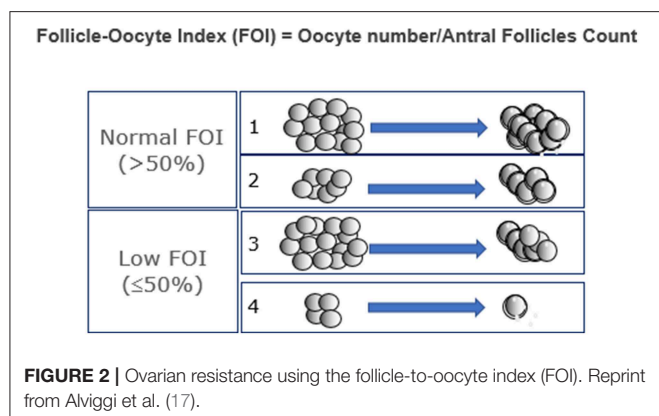 Follicle-Oocyte Index (FOI) = Oocyte number/Antral Follicles Count
Normal FOI
(>50%)
1
2
Low FOI
(≤50%)
3
4
FIGURE 2 | Ovarian resistance using the follicle-to-oocyte index (FOI). Reprint
from Alviggi et al. (17).